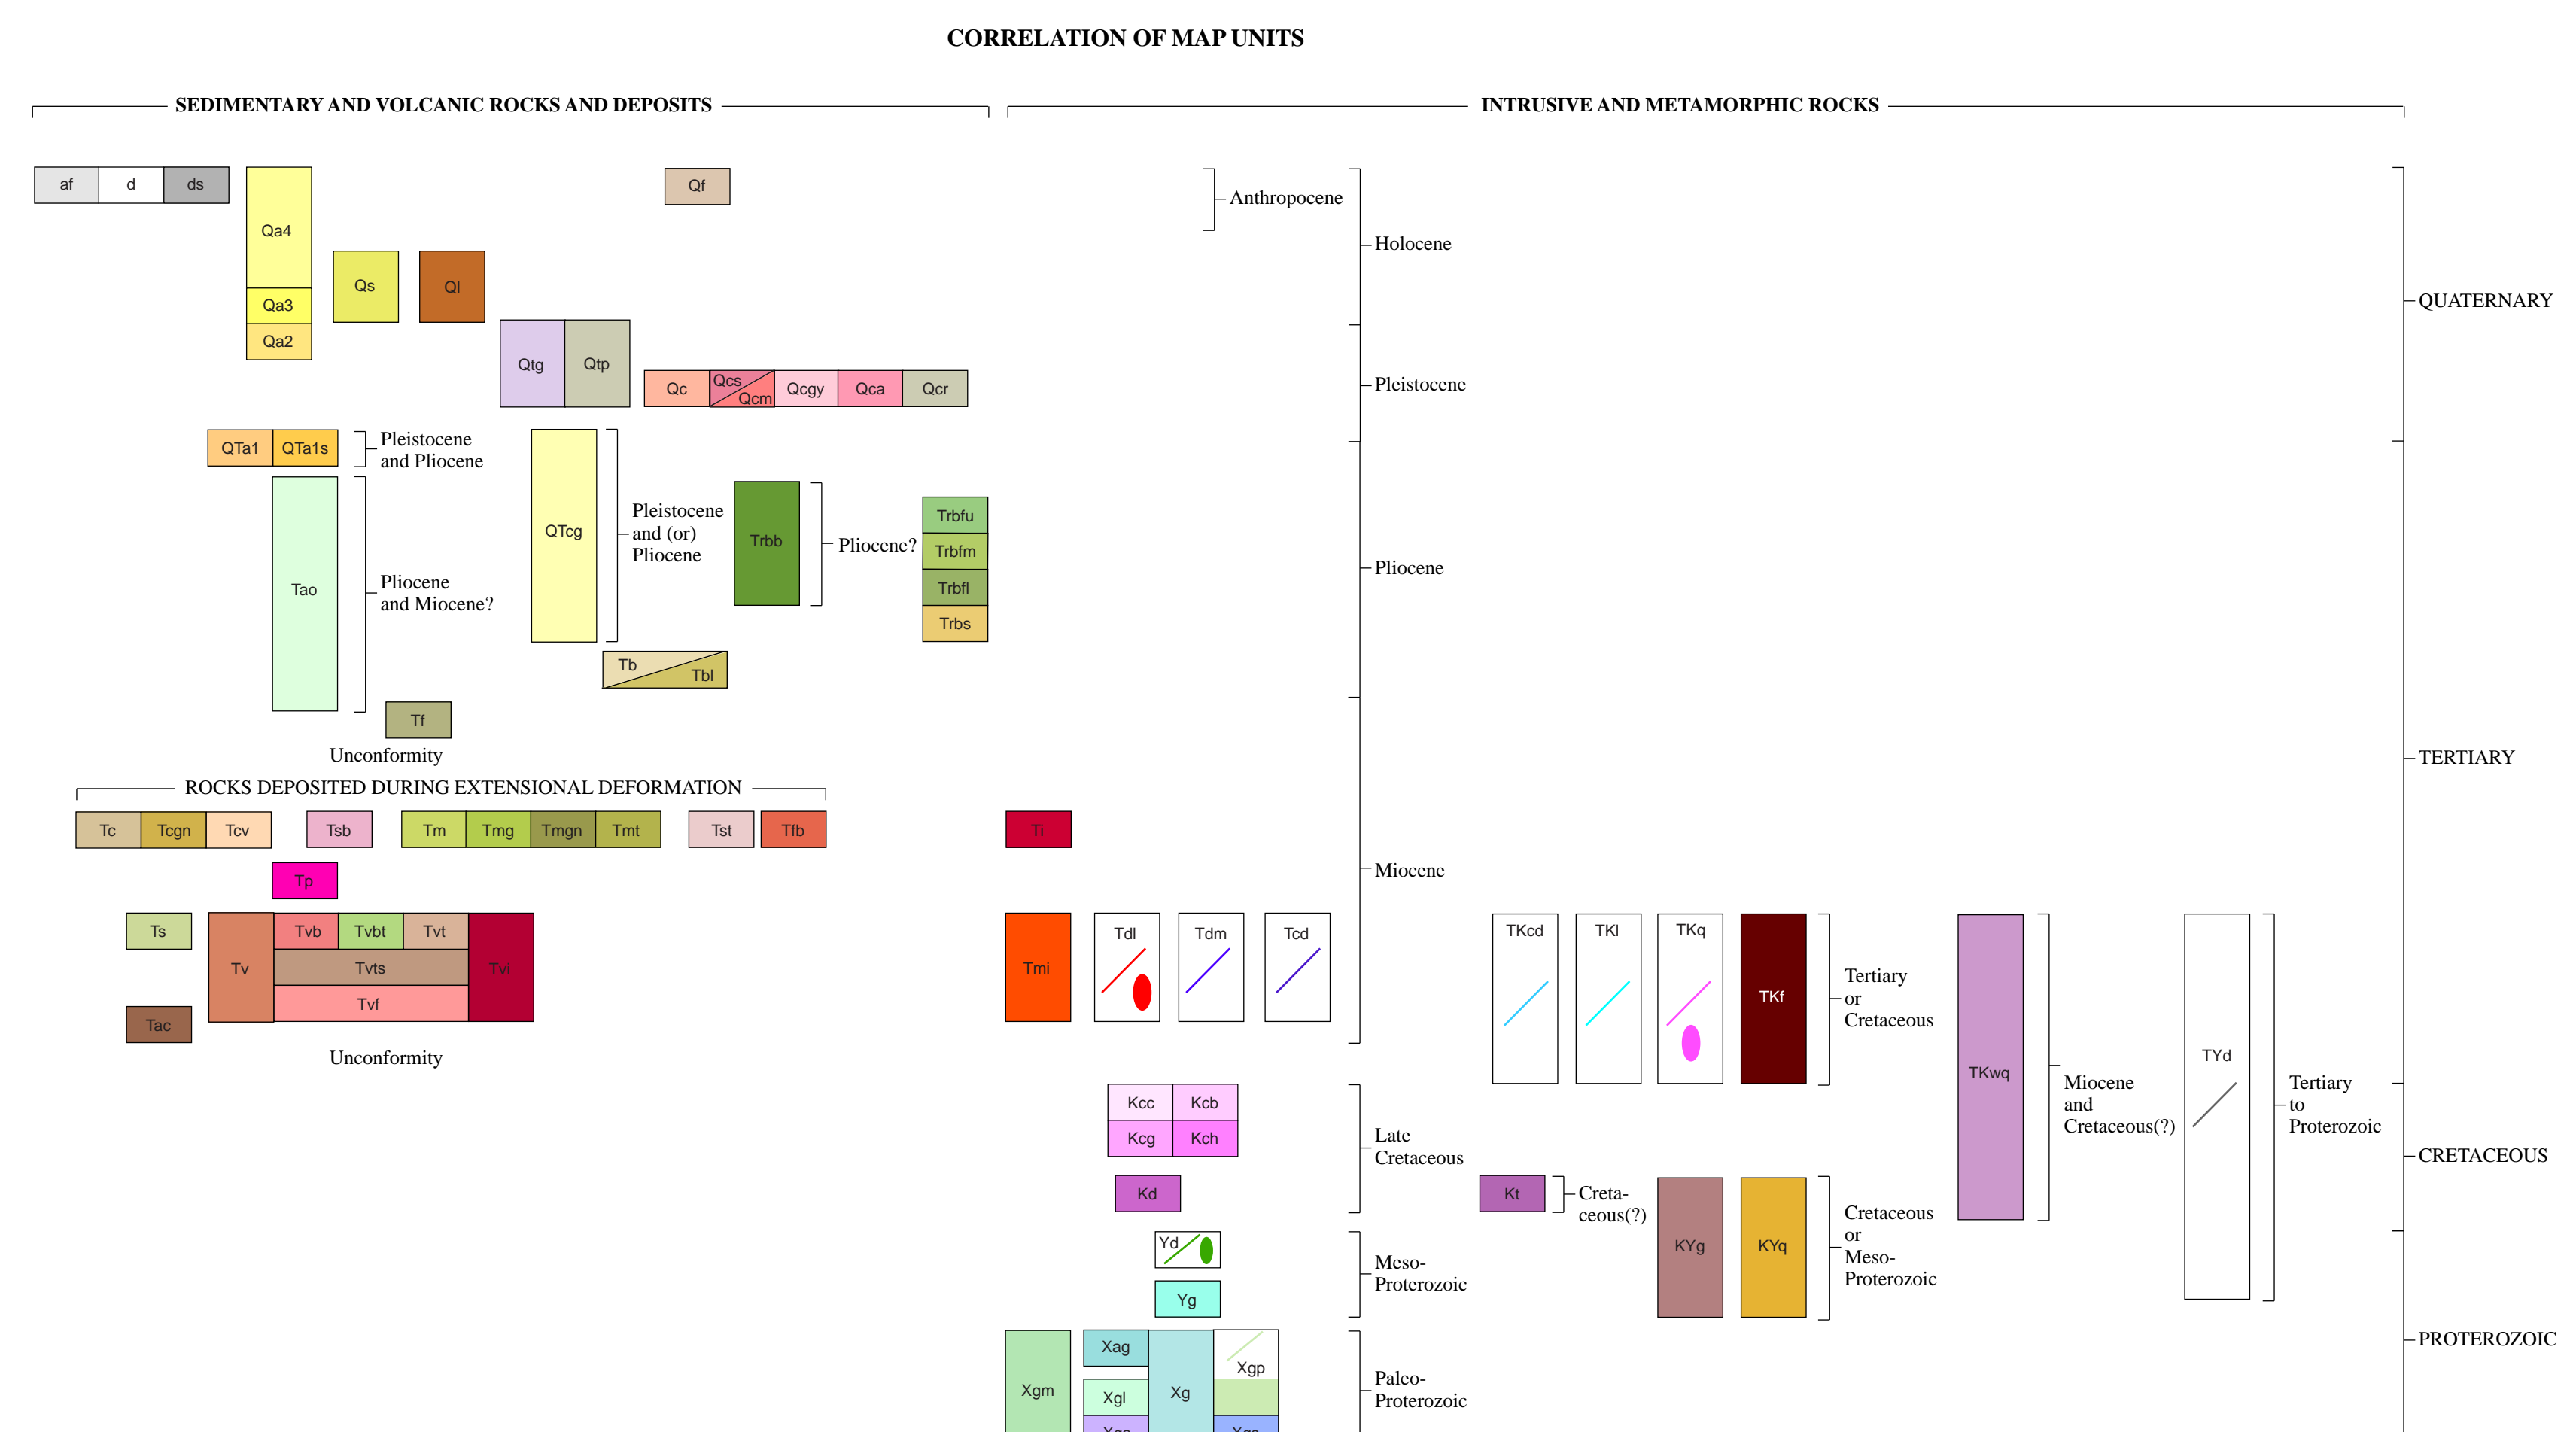 CORRELATION OF MAP UNITS
SEDIMENTARY AND VOLCANIC ROCKS AND DEPOSITS
INTRUSIVE AND METAMORPHIC ROCKS
af
d
ds
Qa4
Qf
Anthropocene
Holocene
Qs
Ql
Qa3
Qa2
QUATERNARY
Qtg
Qtp
Qc
Qcs
Qcm
Qcgy
Qca
Qcr
Pleistocene
QTa1
QTa1s
Pleistocene
and Pliocene
Tao
Pliocene
and Miocene?
QTcg
Pleistocene
and (or)
Pliocene
Trbb
Pliocene?
Trbfu
Trbfm
Trbfl
Trbs
Pliocene
Tb
Tbl
Tf
Unconformity
TERTIARY
ROCKS DEPOSITED DURING EXTENSIONAL DEFORMATION
Tc
Tcgn
Tcv
Tsb
Tm
Tmg
Tmgn
Tmt
Tst
Tfb
Ti
Tp
Miocene
Ts
Tv
Tvb
Tvbt
Tvt
Tvts
Tvf
Tvi
Tac
Unconformity
Tmi
Tdl
Tdm
Tcd
TKcd
TKl
TKq
TKf
Tertiary
or
Cretaceous
TKwq
Miocene
and
Cretaceous(?)
TYd
Tertiary
to
Proterozoic
Kcc
Kcb
Kcg
Kch
Late
Cretaceous
CRETACEOUS
Kd
Kt
Creta-
ceous(?)
KYg
KYq
Cretaceous
or
Meso-
Proterozoic
Yd
Yg
Meso-
Proterozoic
PROTEROZOIC
Xgm
Xag
Xgl
Xg
Xgp
Paleo-
Proterozoic